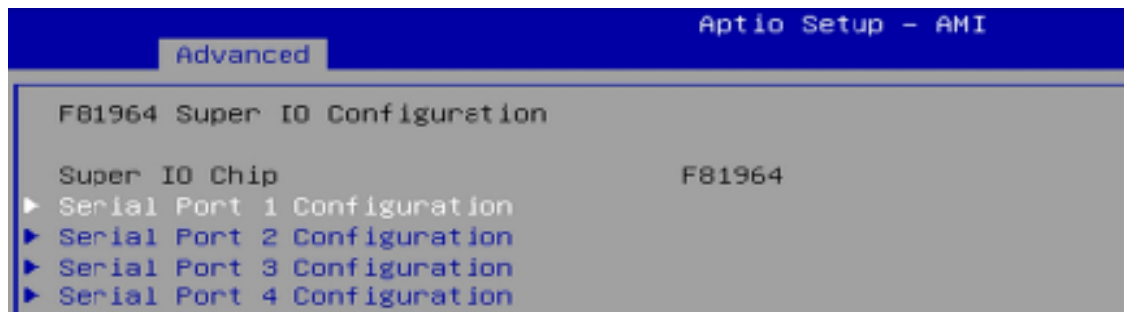 Aptio Setup – AMI
Advanced
F81964 Super IO Configuration
Super IO Chip F81964
▶ Serial Port 1 Configuration
▶ Serial Port 2 Configuration
▶ Serial Port 3 Configuration
▶ Serial Port 4 Configuration